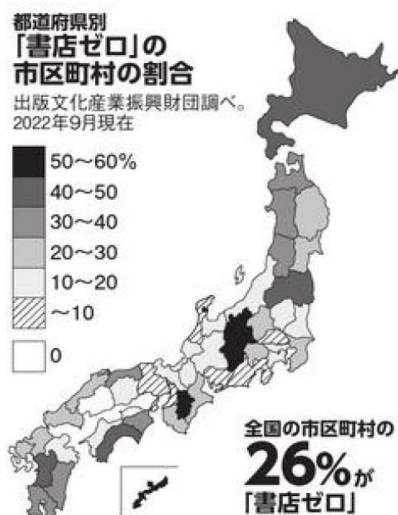 都道府県別
「書店ゼロ」の
市区町村の割合
出版文化産業振興財団調べ。
2022年9月現在
50～60%
40～50
30～40
20～30
10～20
～10
0
全国の市区町村の
26%が
「書店ゼロ」